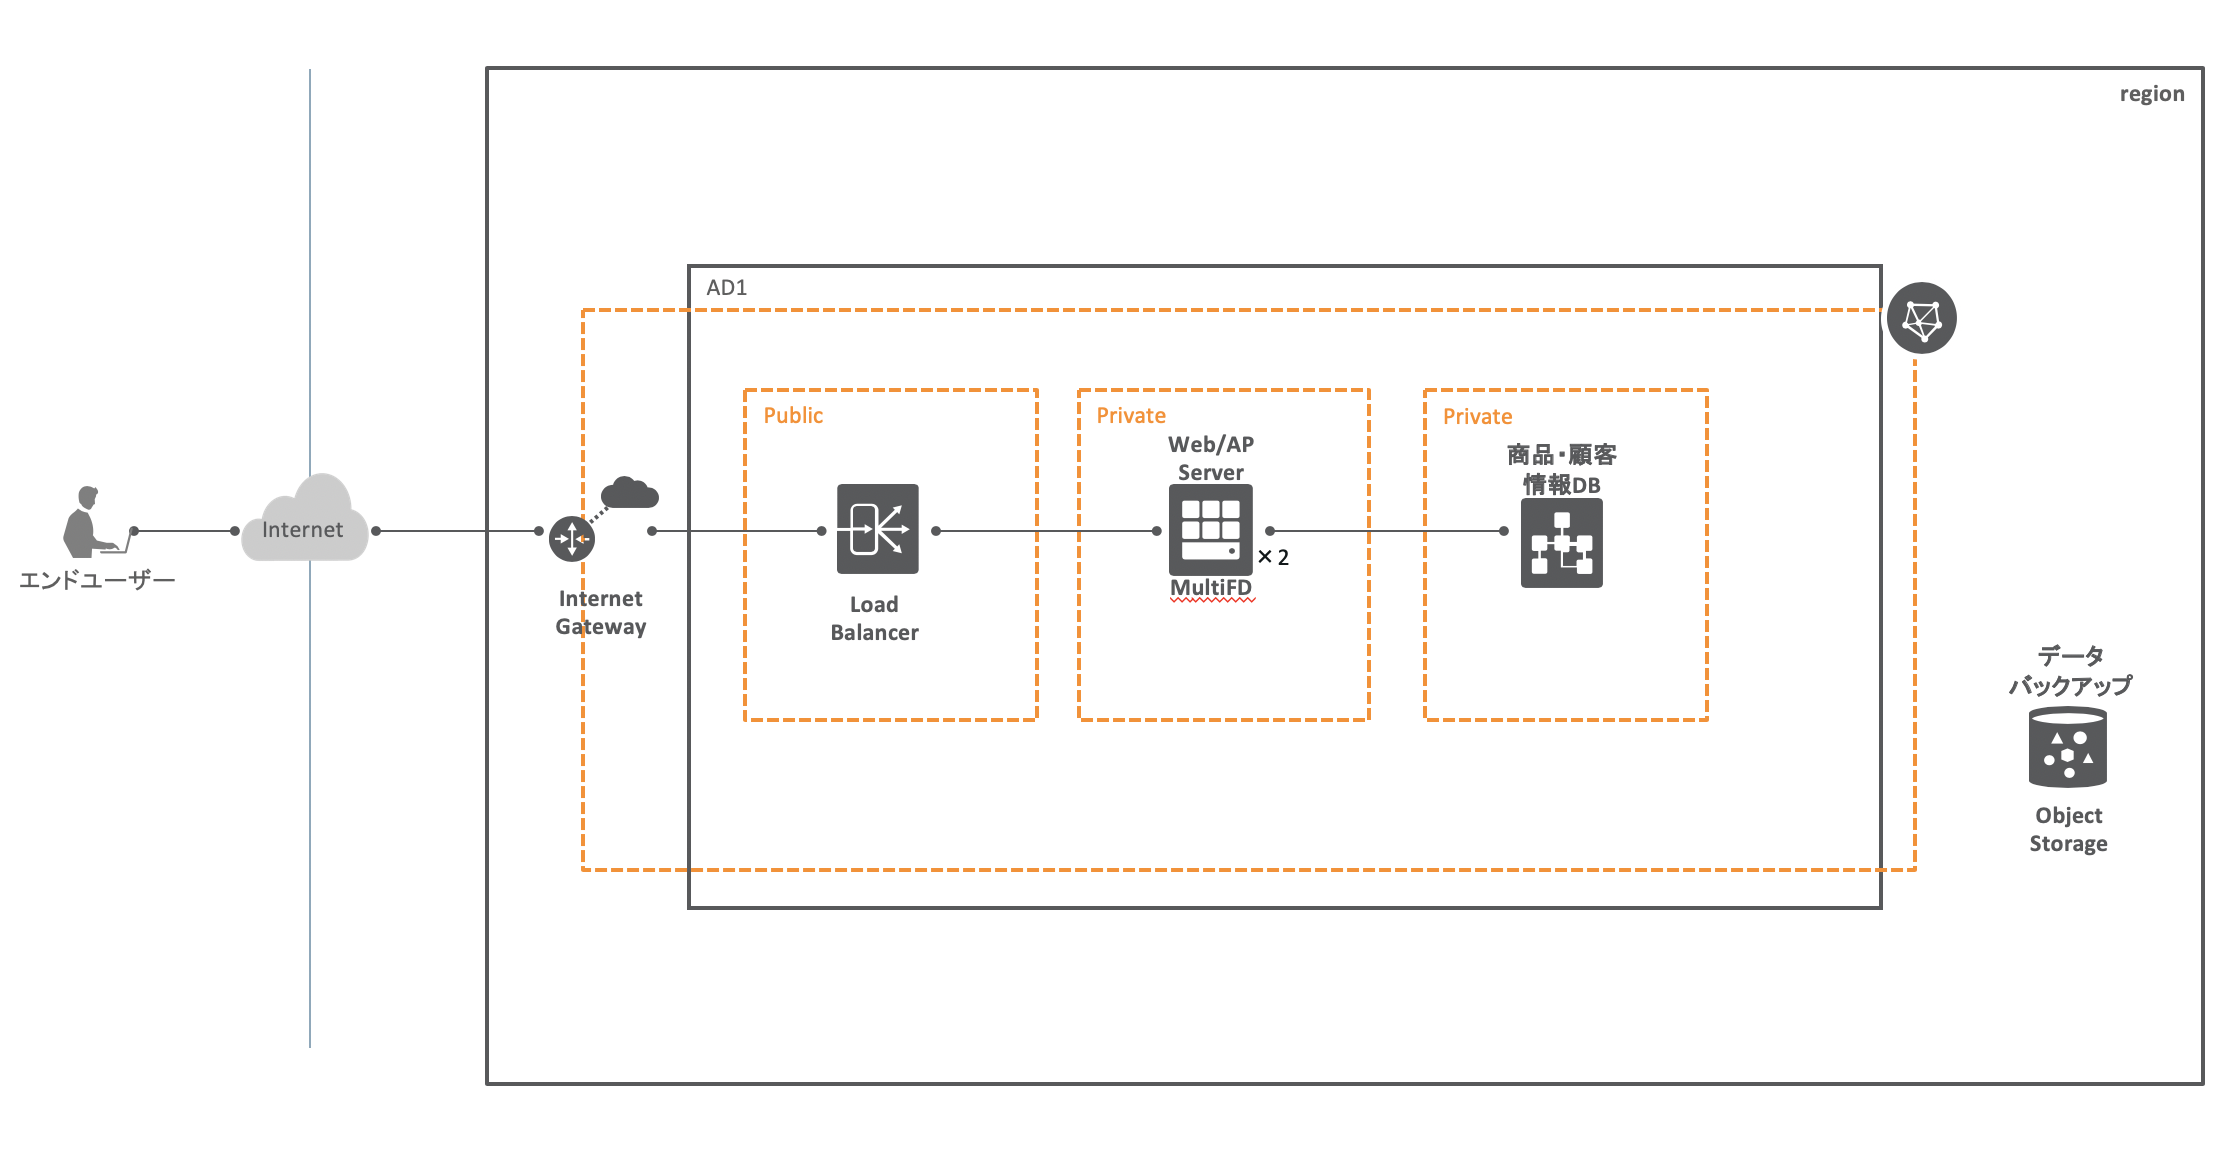 region
AD1
Public
Private
Private
Web/AP
Server
商品・顧客
情報DB
Internet
× 2
エンドユーザー
MultiFD
Internet
Gateway
Load
Balancer
データ
バックアップ
Object
Storage